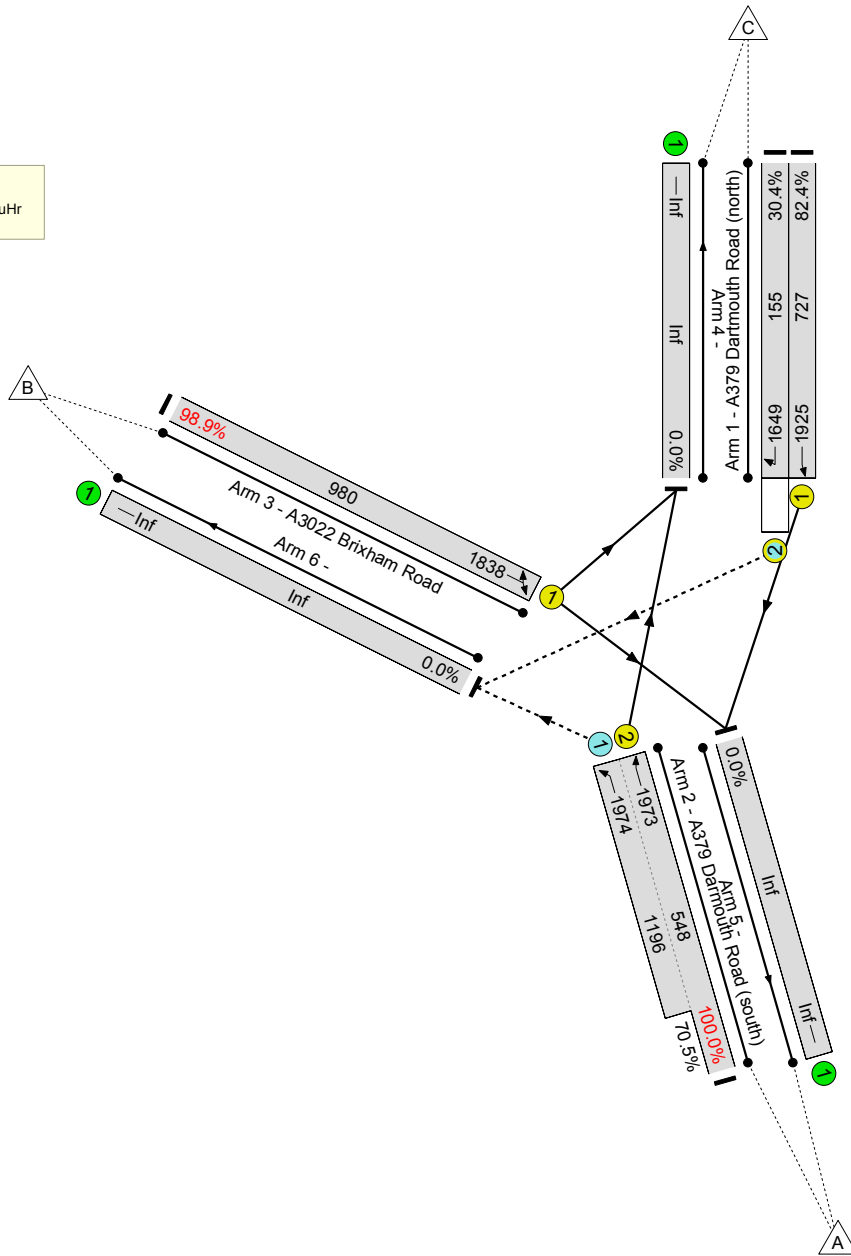 C
uHr
1
Inf
Inf
0.0%
Arm 4 -
Arm 1 - A379 Dartmouth Road (north)
30.4%
155
1649
82.4%
727
1925
1
2
B
98.9%
980
1838
1
Arm 3 - A3022 Brixham Road
Arm 6 -
1
Inf
Inf
0.0%
1
2
1974
1196
70.5%
1973
548
100.0%
Arm 2 - A379 Darmouth Road (south)
Arm 5 -
0.0%
Inf
Inf
1
A